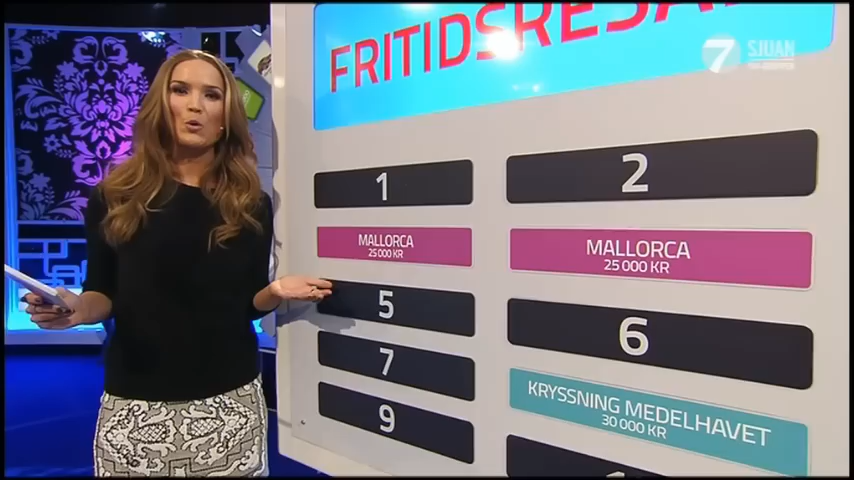 FRITIDSRESA
7 SJUAN
1
2
MALLORCA
25 000 KR
MALLORCA
25 000 KR
5
6
7
KRYSSNING MEDELHAVET
30 000 KR
9